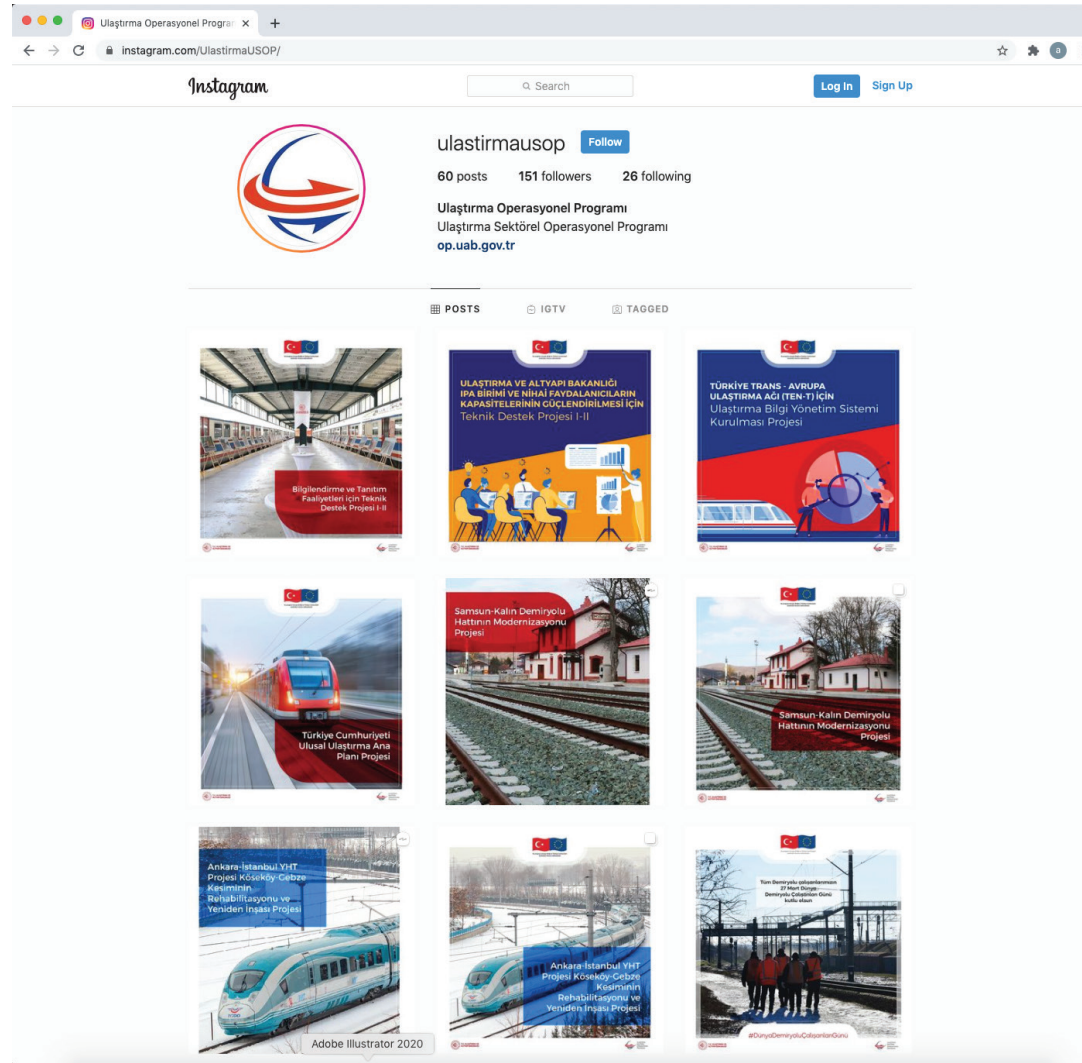 Ulaştırma Operasyonel Progra
instagram.com/UlastirmaUSOP/
a
Instagram
Search
Log In
Sign Up
ulastirmausop
Follow
60 posts
151 followers
26 following
Ulaştırma Operasyonel Programı
Ulaştırma Sektörel Operasyonel Programı
op.uab.gov.tr
POSTS
IGTV
TAGGED
Bilgilendirme ve Tanıtım
Faaliyetleri için Teknik
Destek Projesi I-II
ULAŞTIRMA VE ALTYAPI BAKANLIĞI
IPA BİRİMİ VE NİHAİ FAYDALANICILARIN
KAPASİTELERİNİN GÜÇLENDİRİLMESİ İÇİN
Teknik Destek Projesi I-II
TÜRKİYE TRANS - AVRUPA
ULAŞTIRMA AĞI (TEN-T) İÇİN
Ulaştırma Bilgi Yönetim Sistemi
Kurulması Projesi
Türkiye Cumhuriyeti
Ulusal Ulaştırma Ana
Planı Projesi
Samsun-Kalın Demiryolu
Hattının Modernizasyonu
Projesi
Samsun-Kalın Demiryolu
Hattının Modernizasyonu
Projesi
Ankara-İstanbul YHT
Projesi Köseköy-Gebze
Kesiminin
Rehabilitasyonu ve
Yeniden İnşası Projesi
Ankara-İstanbul YHT
Projesi Köseköy-Gebze
Kesiminin
Rehabilitasyonu ve
Yeniden İnşası Projesi
Tüm Demiryolu çalışanlarımızın
27 Mart Dünya
Demiryolu Çalışanları Günü
kutlu olsun
#DünyaDemiryoluÇalışanlarıGünü
Adobe Illustrator 2020